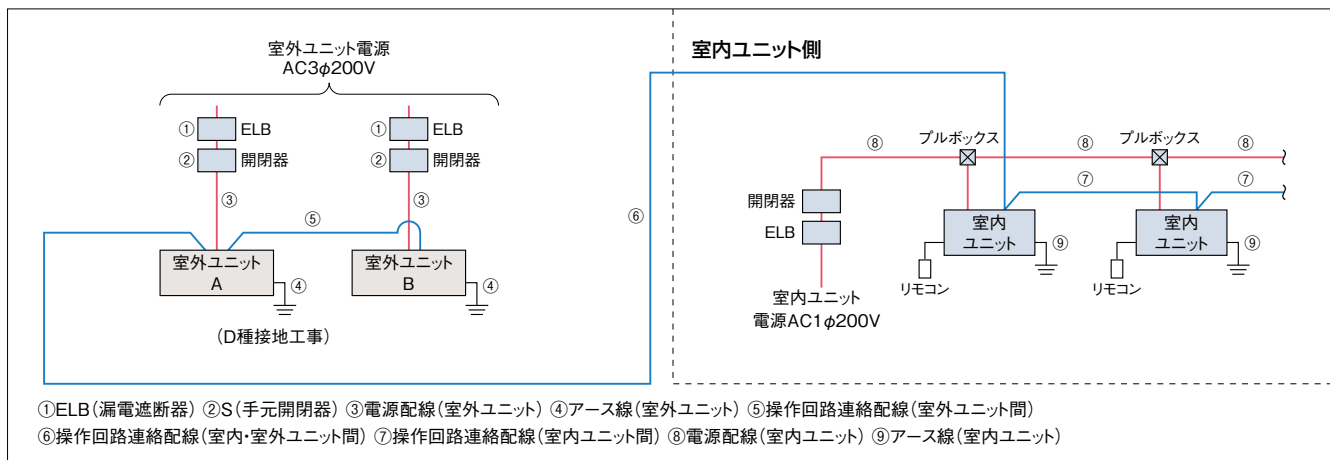 室外ユニット電源
AC3φ200V
① ELB
② 開閉器
③
① ELB
② 開閉器
③
⑤
室外ユニット
A
④
室外ユニット
B
④
(D種接地工事)
⑥
室内ユニット側
⑧
プルボックス
⑧
プルボックス
⑧
⑦
⑦
開閉器
ELB
室内ユニット
電源AC1φ200V
室内
ユニット
⑨
リモコン
室内
ユニット
⑨
リモコン
①ELB(漏電遮断器) ②S(手元開閉器) ③電源配線(室外ユニット) ④アース線(室外ユニット) ⑤操作回路連絡配線(室外ユニット間)
⑥操作回路連絡配線(室内・室外ユニット間) ⑦操作回路連絡配線(室内ユニット間) ⑧電源配線(室内ユニット) ⑨アース線(室内ユニット)